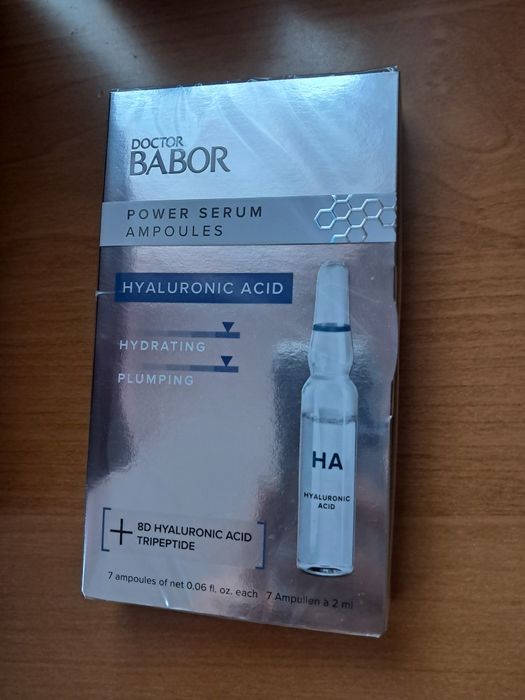 DOCTOR
BABOR
POWER SERUM
AMPOULES
HYALURONIC ACID
HYDRATING
PLUMPING
HA
HYALURONIC
ACID
+ 8D HYALURONIC ACID
TRIPEPTIDE
7 ampoules of net 0.06 fl. oz. each 7 Ampullen à 2 ml